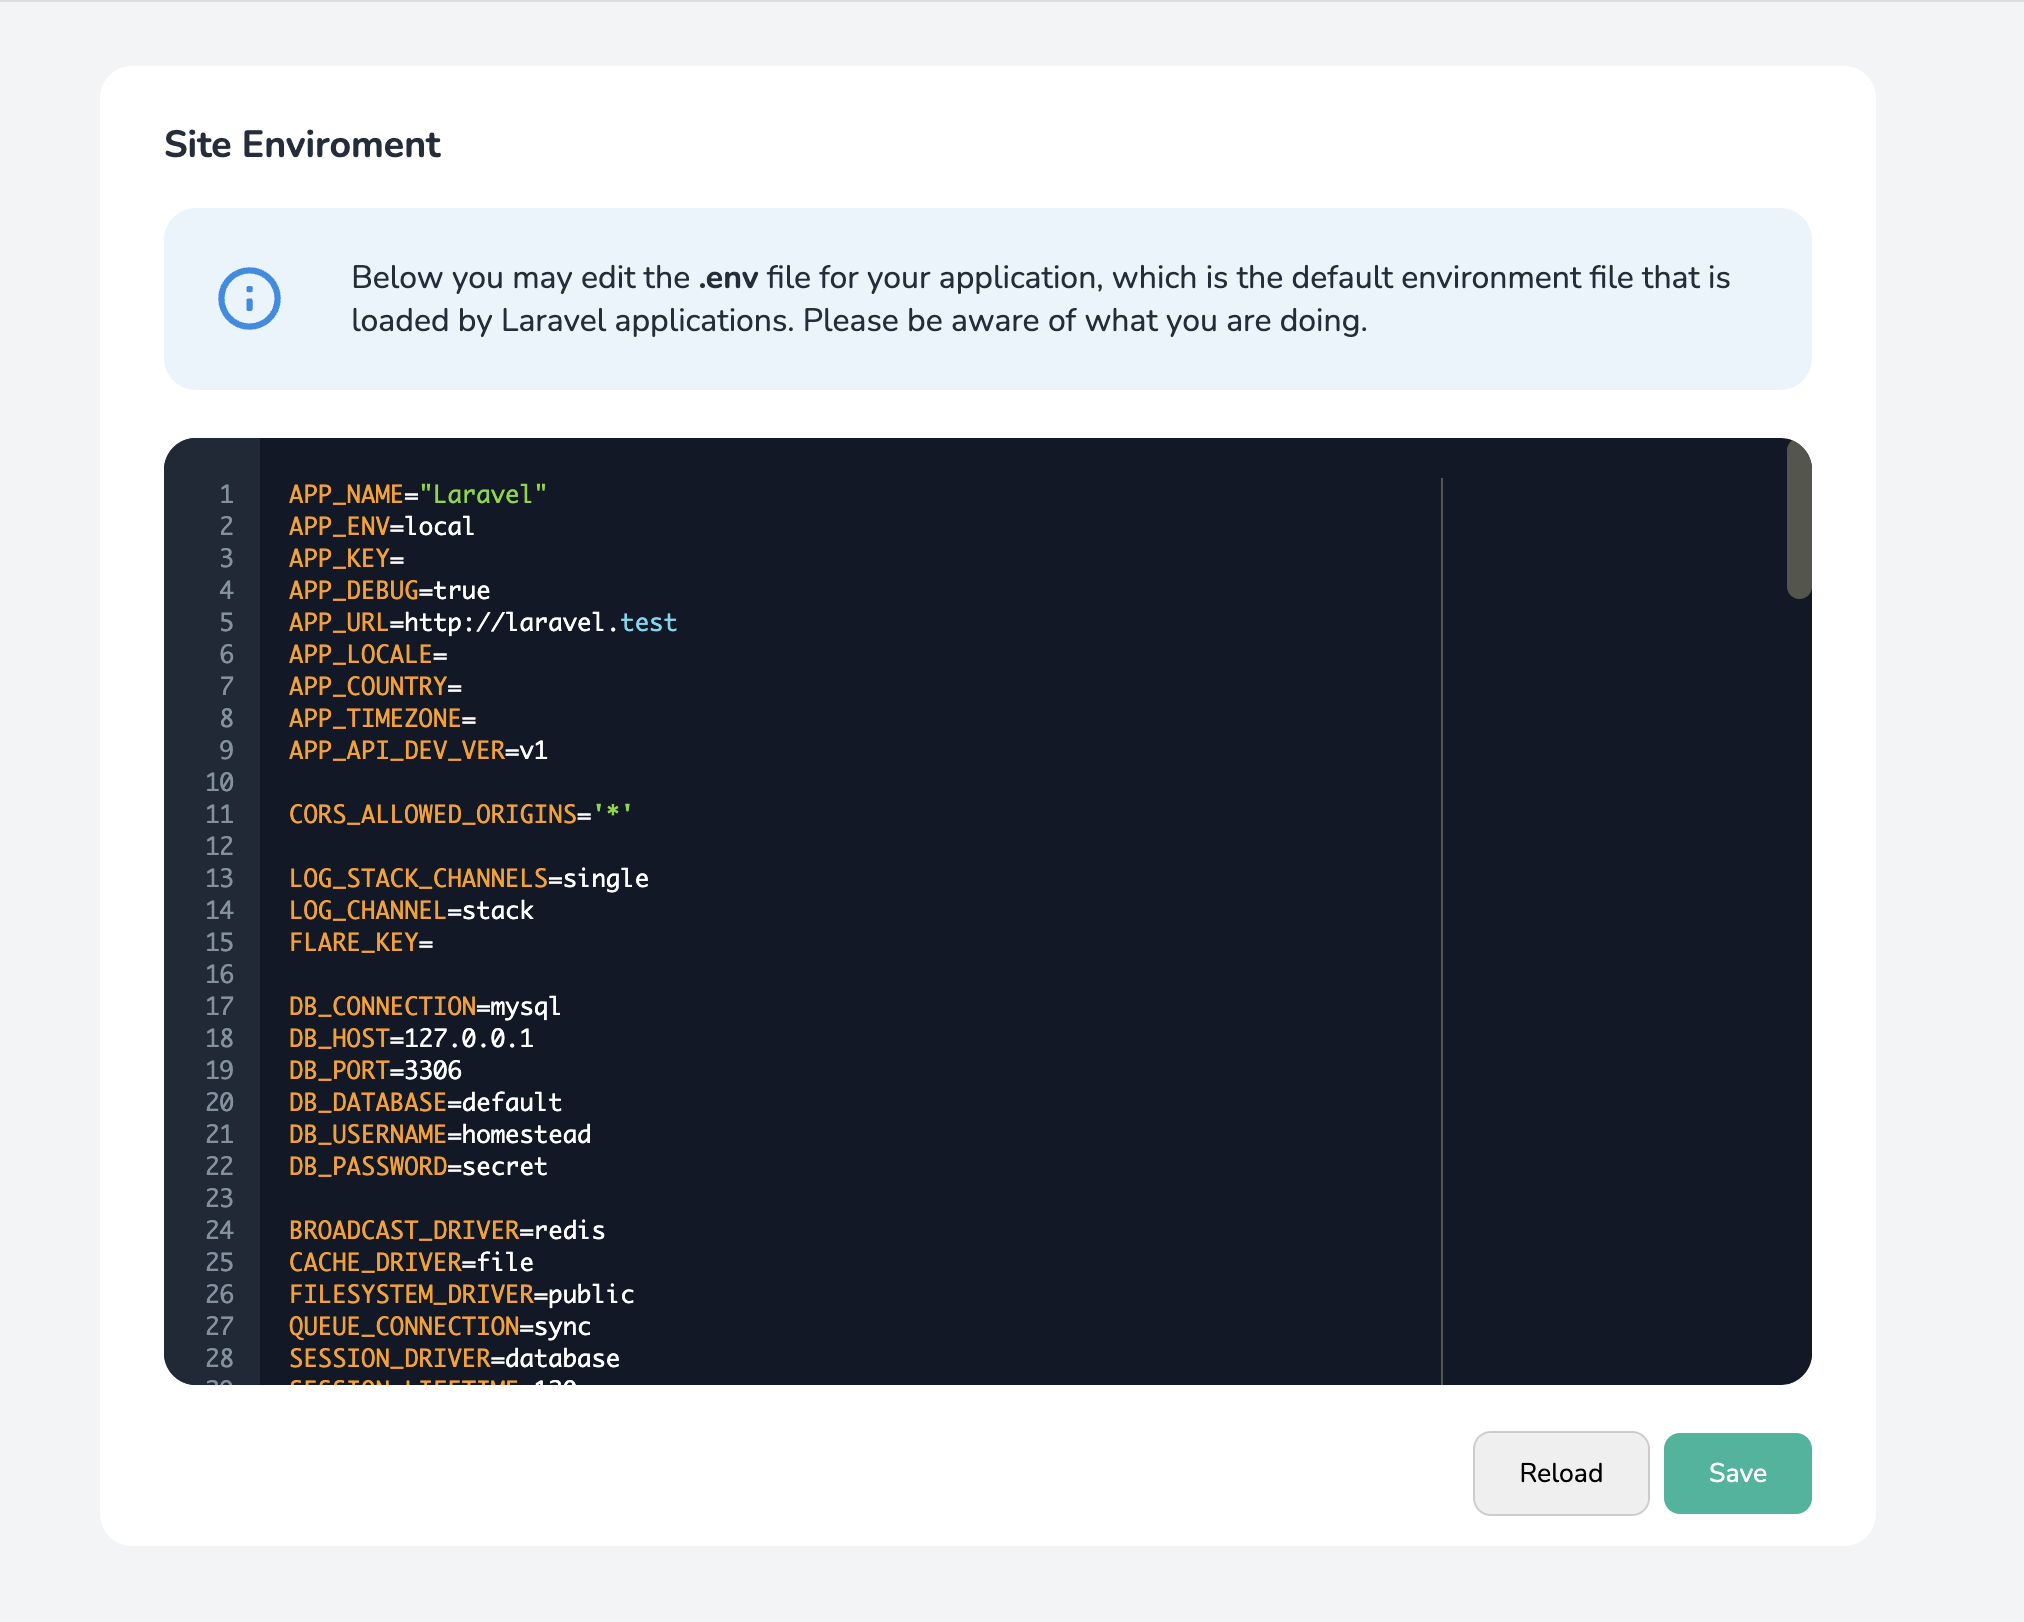 Site Enviroment
Below you may edit the .env file for your application, which is the default environment file that is
loaded by Laravel applications. Please be aware of what you are doing.
1 APP_NAME="Laravel"
2 APP_ENV=local
3 APP_KEY=
4 APP_DEBUG=true
5 APP_URL=http://laravel.test
6 APP_LOCALE=
7 APP_COUNTRY=
8 APP_TIMEZONE=
9 APP_API_DEV_VER=v1
10
11 CORS_ALLOWED_ORIGINS='*'
12
13 LOG_STACK_CHANNELS=single
14 LOG_CHANNEL=stack
15 FLARE_KEY=
16
17 DB_CONNECTION=mysql
18 DB_HOST=127.0.0.1
19 DB_PORT=3306
20 DB_DATABASE=default
21 DB_USERNAME=homestead
22 DB_PASSWORD=secret
23
24 BROADCAST_DRIVER=redis
25 CACHE_DRIVER=file
26 FILESYSTEM_DRIVER=public
27 QUEUE_CONNECTION=sync
28 SESSION_DRIVER=database
Reload
Save